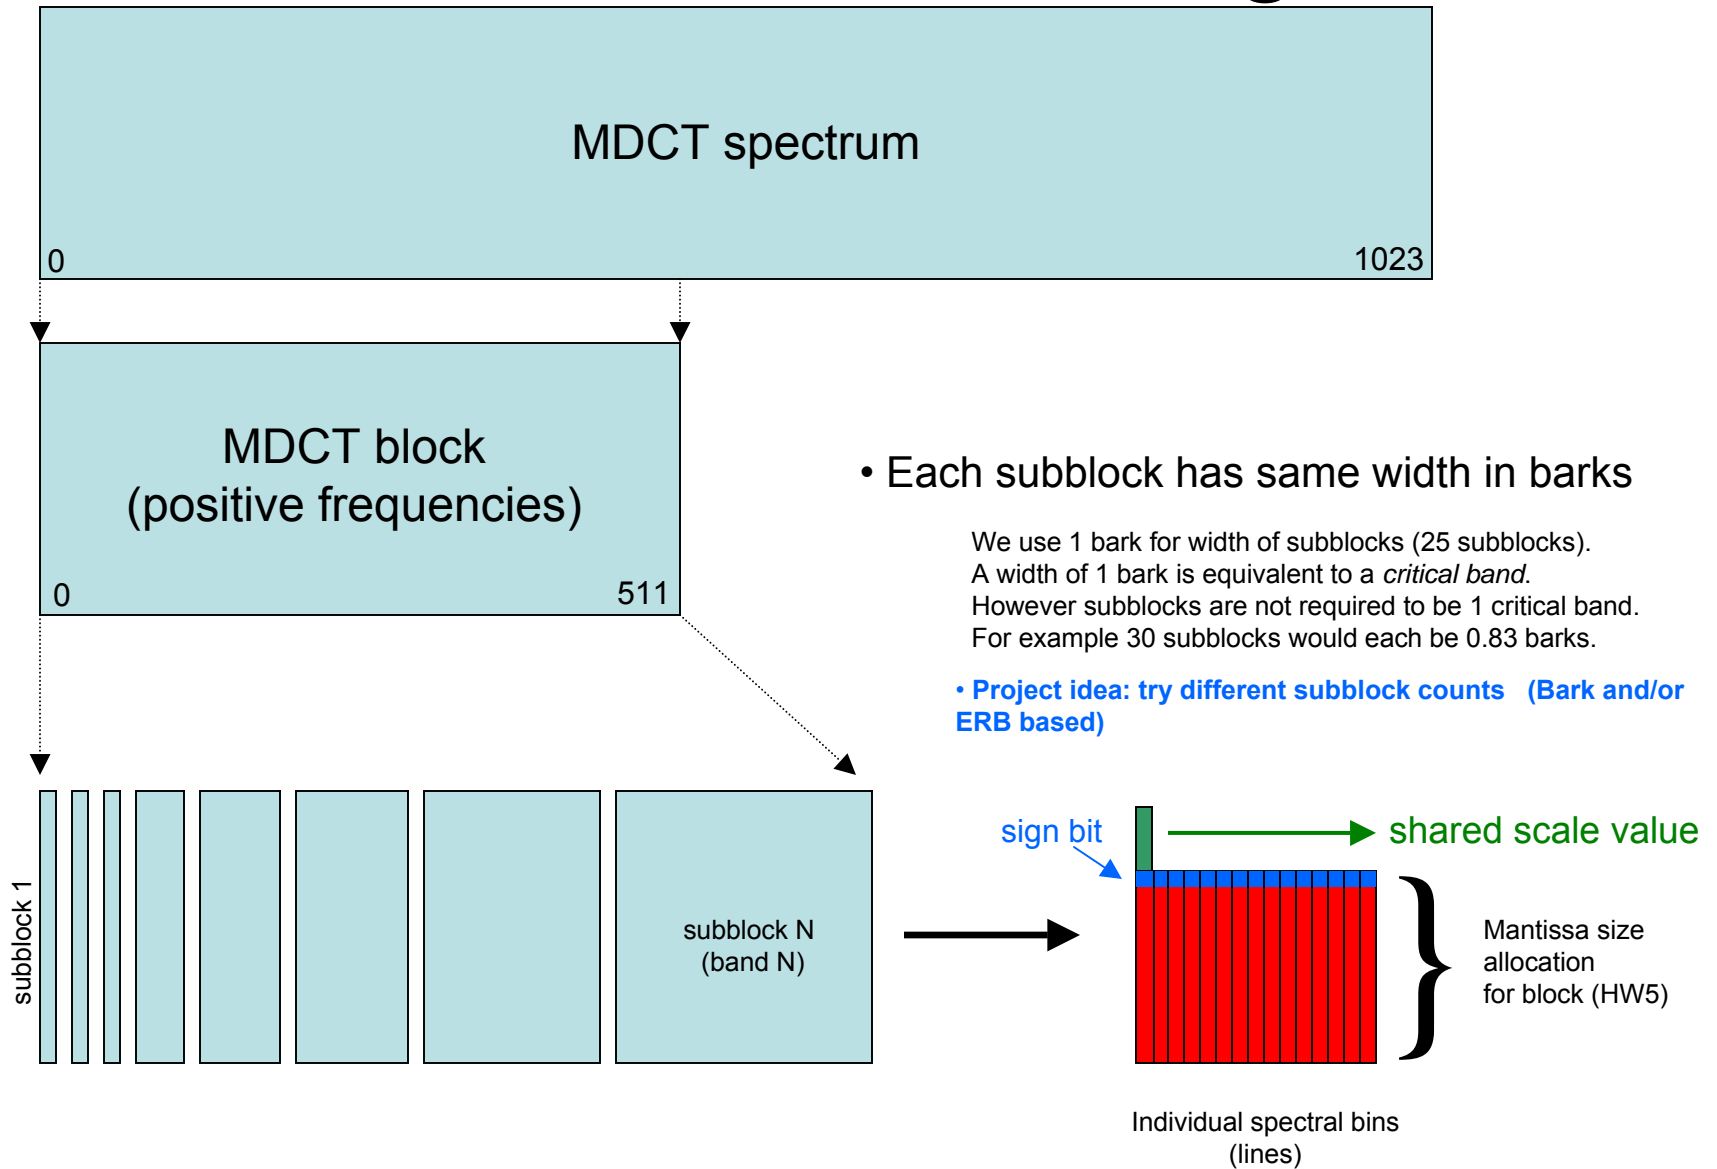 MDCT spectrum
0
1023
MDCT block
(positive frequencies)
0
511
• Each subblock has same width in barks
We use 1 bark for width of subblocks (25 subblocks).
A width of 1 bark is equivalent to a critical band.
However subblocks are not required to be 1 critical band.
For example 30 subblocks would each be 0.83 barks.
• Project idea: try different subblock counts (Bark and/or
ERB based)
subblock 1
subblock N
(band N)
sign bit
shared scale value
}
Mantissa size
allocation
for block (HW5)
Individual spectral bins
(lines)